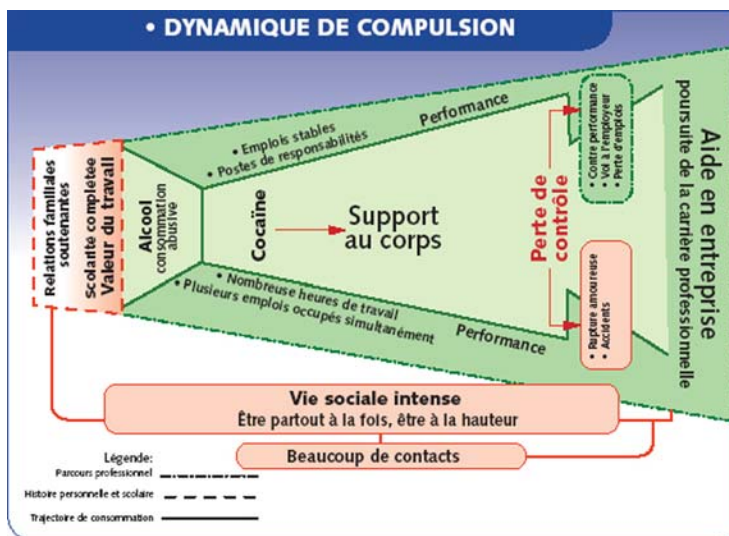 • DYNAMIQUE DE COMPULSION
Relations familiales
soutenantes
Scolarité complétée
Valeur du travail
Alcool
consommation
abusive
• Emplois stables
• Postes de responsabilités
Performance
Cocaïne
Support
au corps
• Nombreuse heures de travail
• Plusieurs emplois occupés simultanément
Performance
Perte de
contrôle
• Contre performance
• Vol à l'employeur
• Perte d'emplois
• Rupture amoureuse
• Accidents
Aide en entreprise
poursuite de la carrière professionnelle
Vie sociale intense
Être partout à la fois, être à la hauteur
Beaucoup de contacts
Légende:
Parcours professionnel
Histoire personnelle et scolaire
Trajectoire de consommation